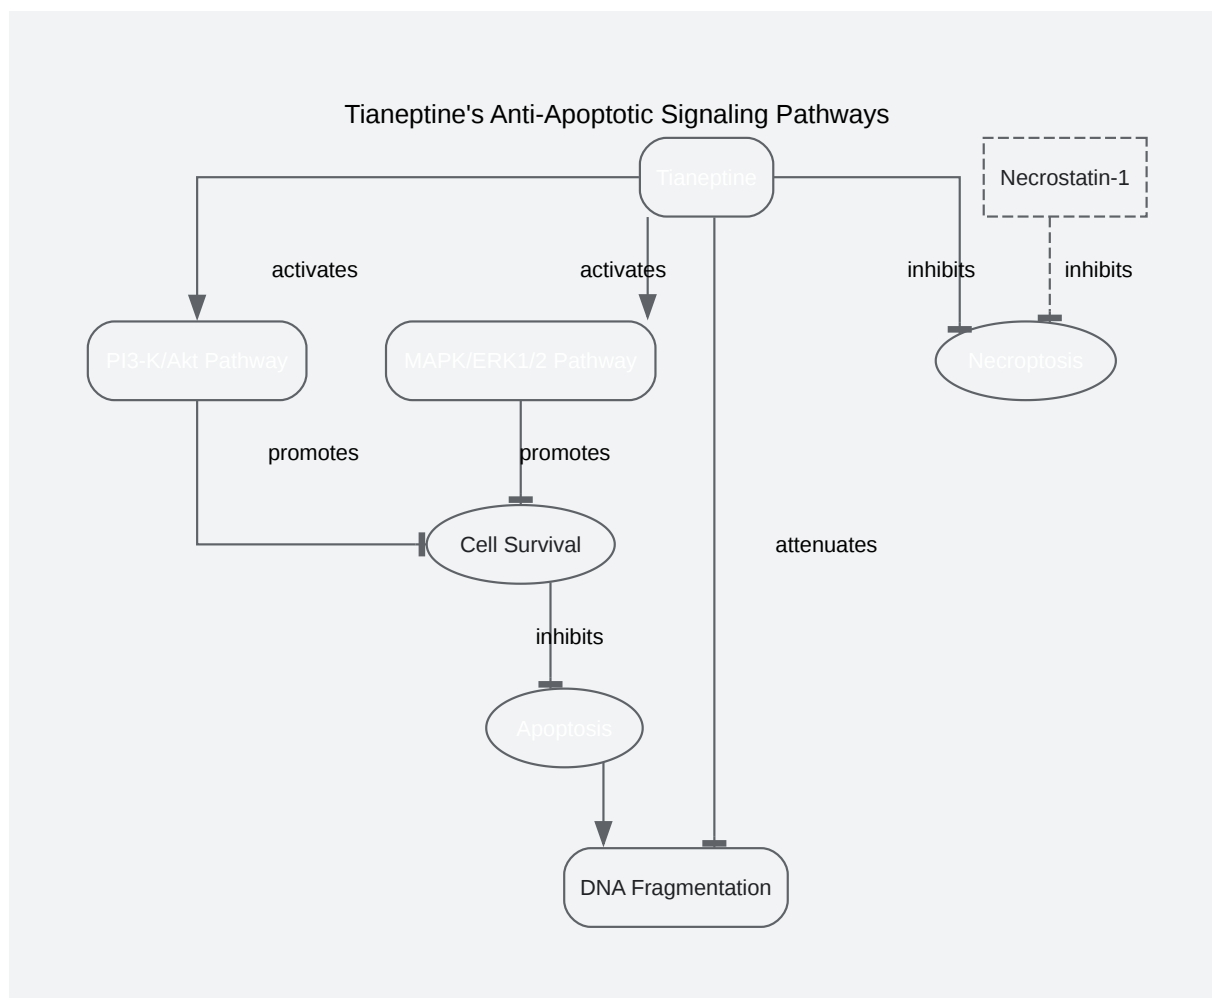 Tianeptine's Anti-Apoptotic Signaling Pathways
Tianeptine
Necrostatin-1
activates
activates
inhibits
inhibits
PI3-K/Akt Pathway
MAPK/ERK1/2 Pathway
Necroptosis
promotes
promotes
Cell Survival
attenuates
inhibits
Apoptosis
DNA Fragmentation